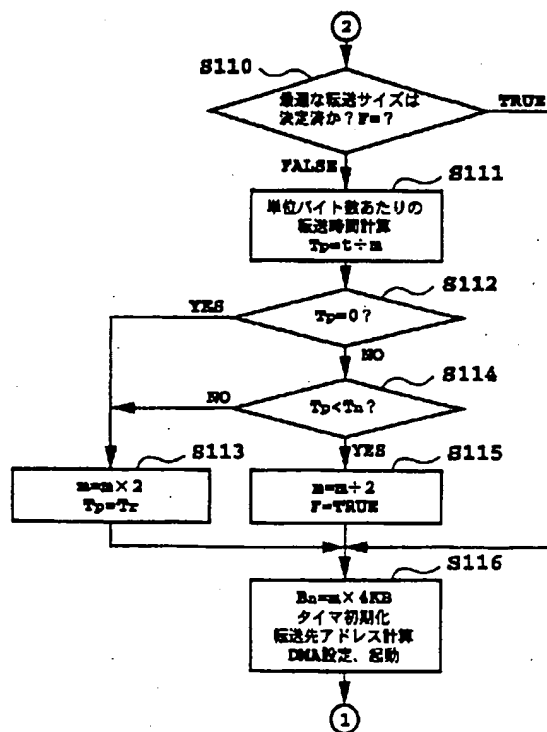 2
S110
最適な転送サイズは
決定済か?F=?
TRUE
FALSE
S111
単位バイト数あたりの
転送時間計算
Tp=t÷m
S112
YES
Tp=0?
NO
S114
NO
Tp<Tn?
S113
YES
S115
m=m×2
Tp=Tr
m=m÷2
F=TRUE
S116
Bn=m×4KB
タイマ初期化
転送先アドレス計算
DMA設定、起動
1